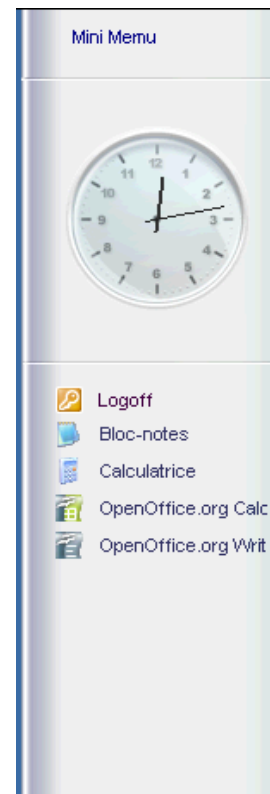 Mini Memu
12
1
2
3
4
5
6
7
8
9
10
11
Logoff
Bloc-notes
Calculatrice
OpenOffice.org Calc
OpenOffice.org Writ